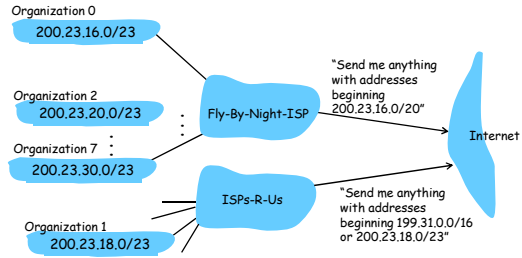 Organization 0
200.23.16.0/23
Organization 2
200.23.20.0/23
Organization 7
200.23.30.0/23
Organization 1
200.23.18.0/23
Fly-By-Night-ISP
ISPs-R-Us
“Send me anything
with addresses
beginning
200.23.16.0/20”
“Send me anything
with addresses
beginning 199.31.0.0/16
or 200.23.18.0/23”
Internet